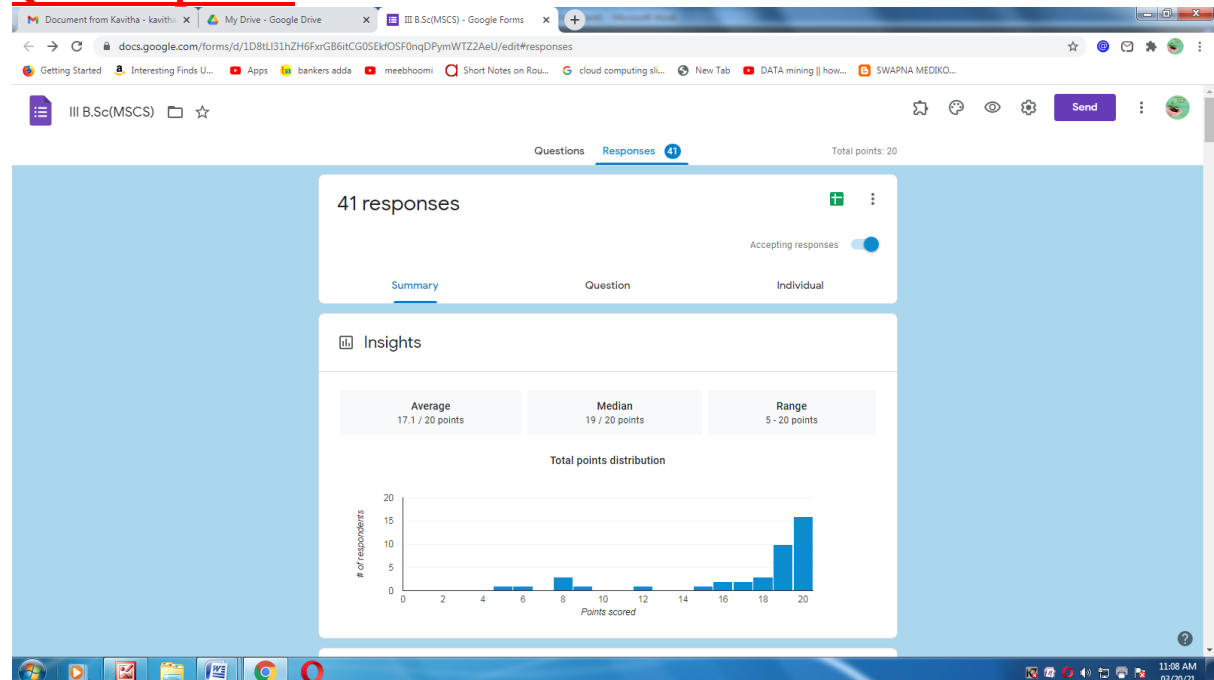 Document from Kavitha - kavitha
My Drive - Google Drive
III B.Sc(MSCS) - Google Forms
docs.google.com/forms/d/1D8tLl31hZH6FxrGB6itCG0SEkfOSF0nqDPymWTZ2AeU/edit#responses
Getting Started
Interesting Finds U...
Apps
bankers adda
meebhoomi
Short Notes on Rou...
cloud computing sli...
New Tab
DATA mining || how...
SWAPNA MEDIKO...
III B.Sc(MSCS)
Send
Questions
Responses 41
Total points: 20
41 responses
Accepting responses
Summary
Question
Individual
Insights
Average
17.1 / 20 points
Median
19 / 20 points
Range
5 - 20 points
Total points distribution
# of respondents
20
15
10
5
0
0 2 4 6 8 10 12 14 16 18 20
Points scored
11:08 AM
03/20/21